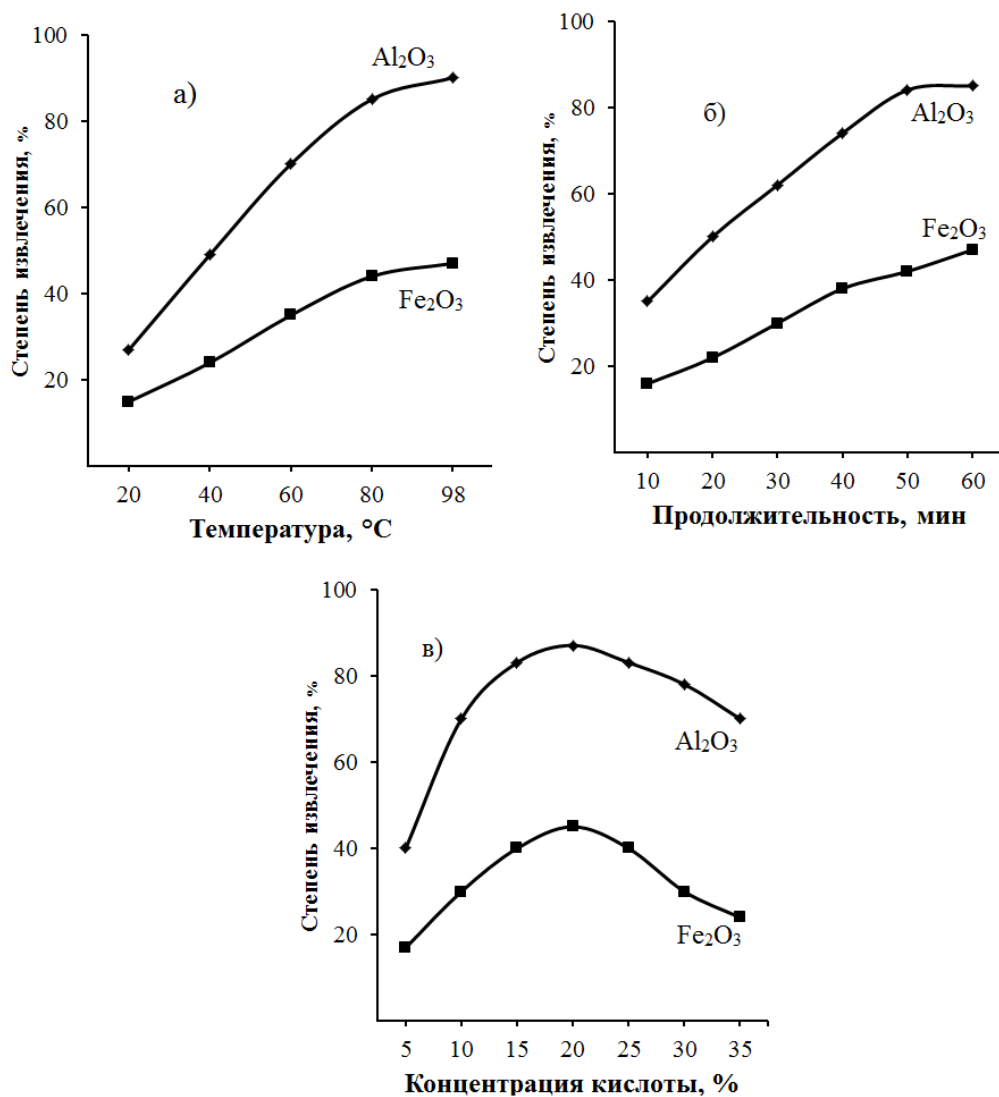 100
80
60
40
20
Степень извлечения, %
а)
Al₂O₃
Fe₂O₃
20 40 60 80 98
Температура, °C
100
80
60
40
20
Степень извлечения, %
б)
Al₂O₃
Fe₂O₃
10 20 30 40 50 60
Продолжительность, мин
100
80
60
40
20
Степень извлечения, %
в)
Al₂O₃
Fe₂O₃
5 10 15 20 25 30 35
Концентрация кислоты, %